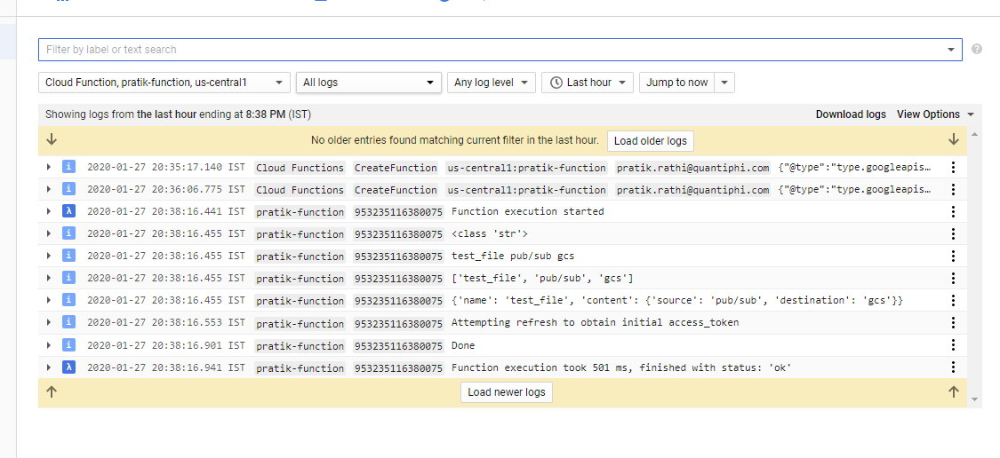 Filter by label or text search
Cloud Function, pratik-function, us-central1 All logs Any log level Last hour Jump to now
Showing logs from the last hour ending at 8:38 PM (IST) Download logs View Options
No older entries found matching current filter in the last hour. Load older logs
2020-01-27 20:35:17.140 IST Cloud Functions CreateFunction us-central1:pratik-function pratik.rathi@quantiphi.com {"@type":"type.googleapis…
2020-01-27 20:36:06.775 IST Cloud Functions CreateFunction us-central1:pratik-function pratik.rathi@quantiphi.com {"@type":"type.googleapis…
λ 2020-01-27 20:38:16.441 IST pratik-function 953235116380075 Function execution started
i 2020-01-27 20:38:16.455 IST pratik-function 953235116380075 <class 'str'>
i 2020-01-27 20:38:16.455 IST pratik-function 953235116380075 test_file pub/sub gcs
i 2020-01-27 20:38:16.455 IST pratik-function 953235116380075 ['test_file', 'pub/sub', 'gcs']
i 2020-01-27 20:38:16.455 IST pratik-function 953235116380075 {'name': 'test_file', 'content': {'source': 'pub/sub', 'destination': 'gcs'}}
i 2020-01-27 20:38:16.553 IST pratik-function 953235116380075 Attempting refresh to obtain initial access_token
i 2020-01-27 20:38:16.901 IST pratik-function 953235116380075 Done
λ 2020-01-27 20:38:16.941 IST pratik-function 953235116380075 Function execution took 501 ms, finished with status: 'ok'
Load newer logs